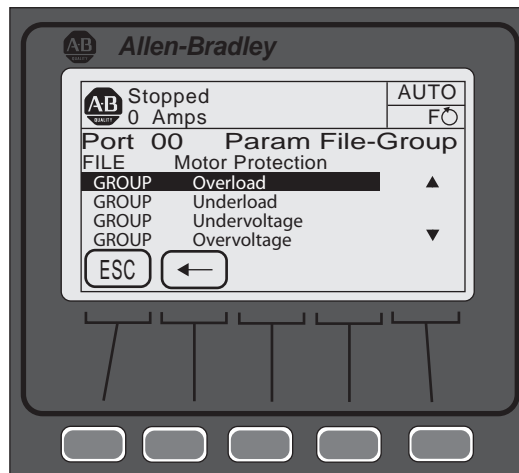 AB QUALITY Allen-Bradley
AB QUALITY Stopped AUTO
0 Amps F
Port 00 Param File-Group
FILE Motor Protection
GROUP Overload
GROUP Underload
GROUP Undervoltage
GROUP Overvoltage
ESC